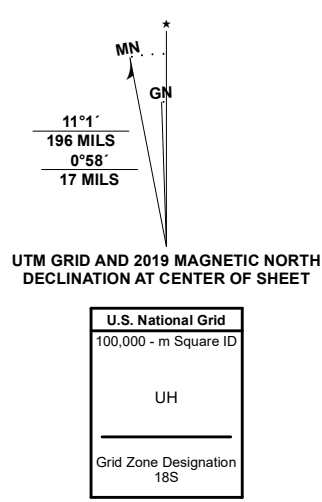 ★
MN
GN
11°1´
196 MILS
0°58´
17 MILS
UTM GRID AND 2019 MAGNETIC NORTH
DECLINATION AT CENTER OF SHEET
U.S. National Grid
100,000 - m Square ID
UH
Grid Zone Designation
18S